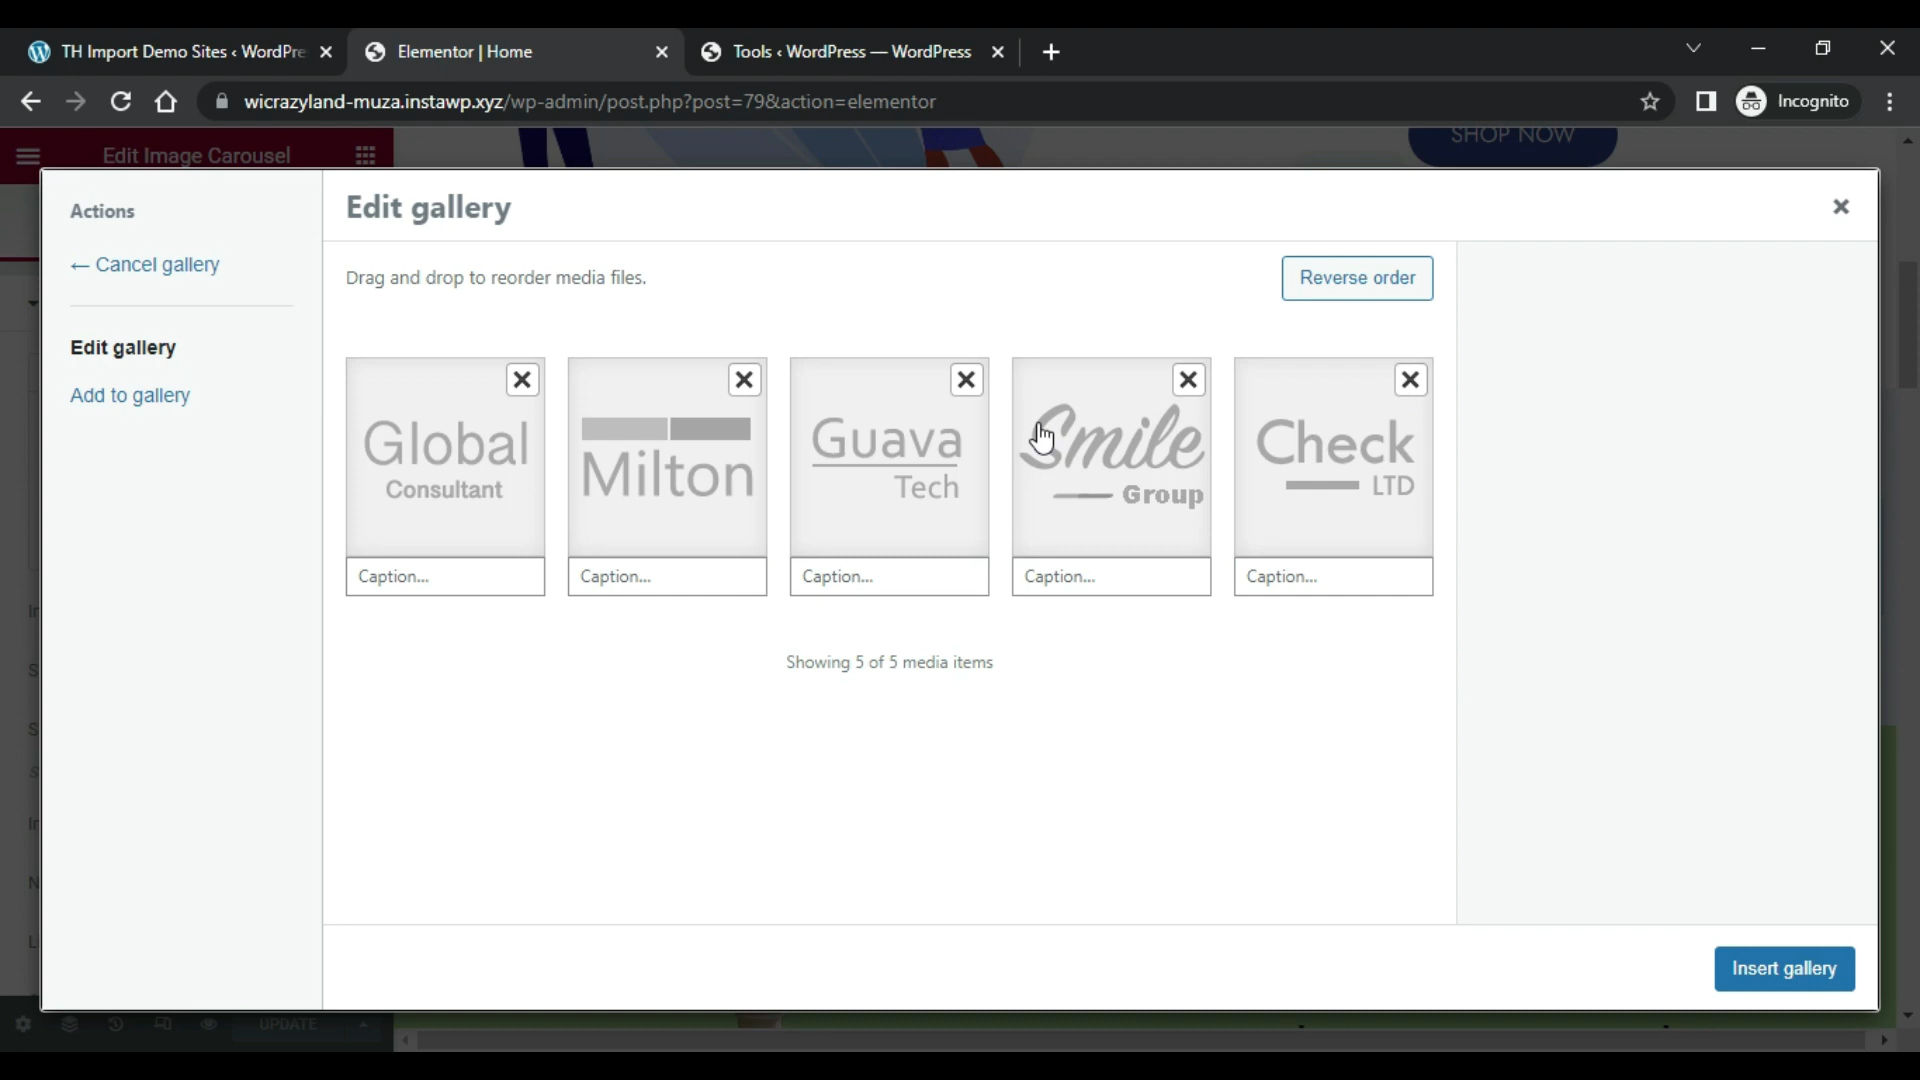 TH Import Demo Sites ‹ WordPre
Elementor | Home
Tools ‹ WordPress — WordPress
wicrazyland-muza.instawp.xyz/wp-admin/post.php?post=79&action=elementor
Incognito
Edit Image Carousel
SHOP NOW
Actions
Edit gallery
← Cancel gallery
Drag and drop to reorder media files.
Reverse order
Edit gallery
Add to gallery
Global
Consultant
Milton
Guava
Tech
Smile
Group
Check
LTD
Caption...
Caption...
Caption...
Caption...
Caption...
Showing 5 of 5 media items
Insert gallery
UPDATE